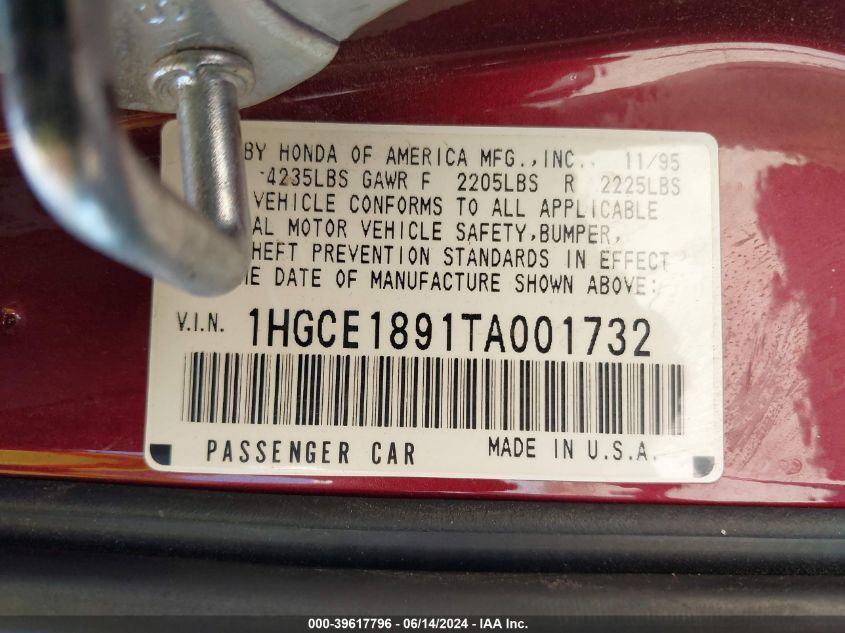 BY HONDA OF AMERICA MFG.,INC. 11/95
4235LBS GAWR F 2205LBS R 2225LBS
VEHICLE CONFORMS TO ALL APPLICABLE
AL MOTOR VEHICLE SAFETY,BUMPER,
HEFT PREVENTION STANDARDS IN EFFECT
HE DATE OF MANUFACTURE SHOWN ABOVE:
V.I.N. 1HGCE1891TA001732
PASSENGER CAR MADE IN U.S.A.
000-39617796 - 06/14/2024 - IAA Inc.